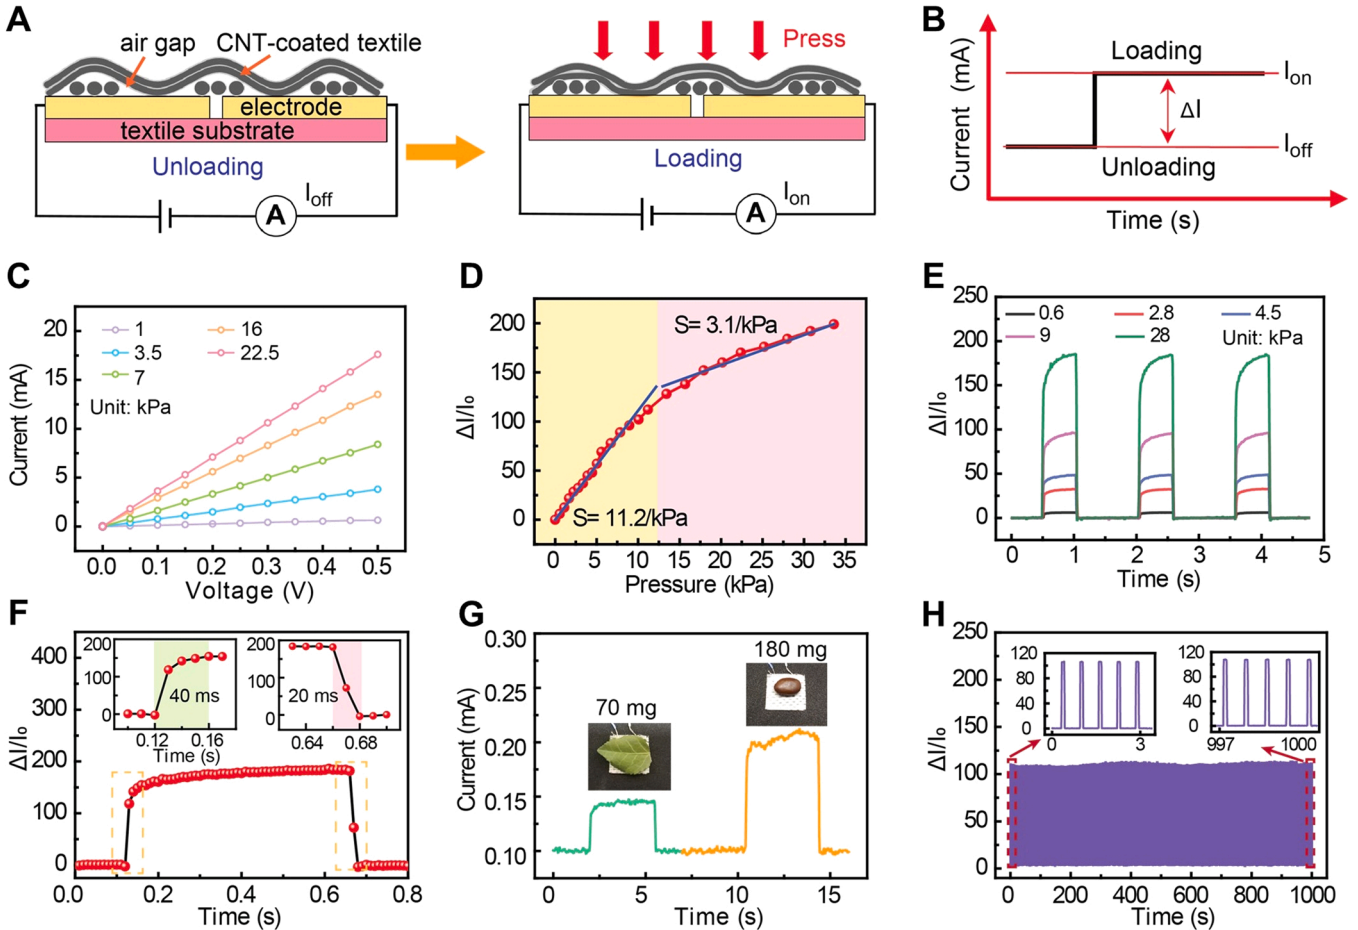 A
air gap
CNT-coated textile
electrode
textile substrate
Unloading
I off
A
Press
Loading
I on
A
B
Current (mA)
Loading
I on
ΔI
I off
Unloading
Time (s)
C
Current (mA)
20
15
10
5
0
1
16
3.5
22.5
7
Unit: kPa
0.0 0.1 0.2 0.3 0.4 0.5
Voltage (V)
D
ΔI/I₀
200
150
100
50
0
S= 3.1/kPa
S= 11.2/kPa
0 5 10 15 20 25 30 35
Pressure (kPa)
E
ΔI/I₀
250
200
150
100
50
0
0.6 2.8 4.5
9 28 Unit: kPa
0 1 2 3 4 5
Time (s)
F
ΔI/I₀
400
300
200
100
0
200
100
0
40 ms
0.12 0.16
Time (s)
200
100
0
20 ms
0.64 0.68
0.0 0.2 0.4 0.6 0.8
Time (s)
G
Current (mA)
0.30
0.25
0.20
0.15
0.10
70 mg
180 mg
0 5 10 15
Time (s)
H
ΔI/I₀
250
200
150
100
50
0
120
80
40
0
0 3
120
80
40
0
997 1000
0 200 400 600 800 1000
Time (s)